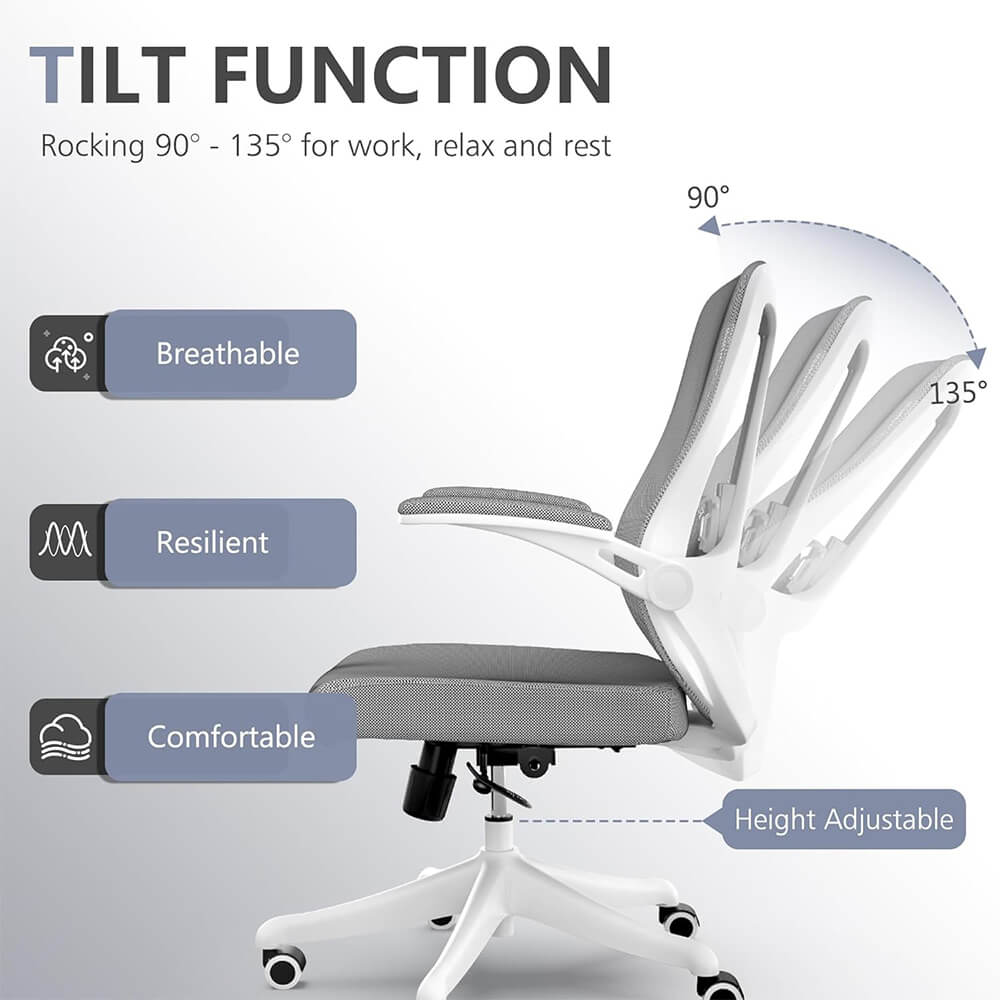 TILT FUNCTION
Rocking 90° - 135° for work, relax and rest
90°
135°
Breathable
Resilient
Comfortable
Height Adjustable